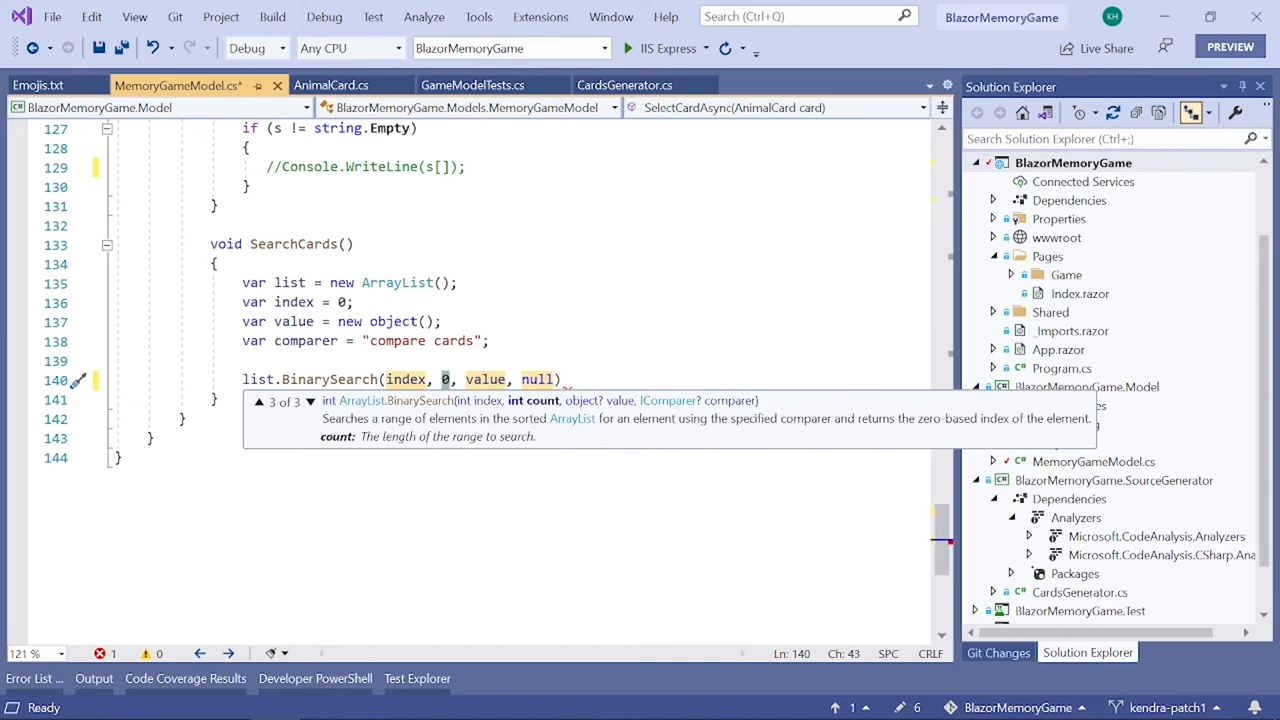 File Edit View Git Project Build Debug Test Analyze Tools Extensions Window Help Search (Ctrl+Q) BlazorMemoryGame KH
Debug Any CPU BlazorMemoryGame IIS Express Live Share PREVIEW
Emojis.txt MemoryGameModel.cs* AnimalCard.cs GameModelTests.cs CardsGenerator.cs
BlazorMemoryGame.Model BlazorMemoryGame.Models.MemoryGameModel SelectCardAsync(AnimalCard card)
127 if (s != string.Empty)
128 {
129 //Console.WriteLine(s[]);
130 }
131 }
132
133 void SearchCards()
134 {
135 var list = new ArrayList();
136 var index = 0;
137 var value = new object();
138 var comparer = "compare cards";
139
140 list.BinarySearch(index, 0, value, null)
141 }
142 }
143 }
144 }
3 of 3 int ArrayList.BinarySearch(int index, int count, object? value, IComparer? comparer)
Searches a range of elements in the sorted ArrayList for an element using the specified comparer and returns the zero-based index of the element.
count: The length of the range to search.
121 % 1 0 Ln: 140 Ch: 43 SPC CRLF
Solution Explorer
Search Solution Explorer (Ctrl+;)
BlazorMemoryGame
Connected Services
Dependencies
Properties
wwwroot
Pages
Game
Index.razor
Shared
_Imports.razor
App.razor
Program.cs
BlazorMemoryGame.Model
MemoryGameModel.cs
BlazorMemoryGame.SourceGenerator
Dependencies
Analyzers
Microsoft.CodeAnalysis.Analyzers
Microsoft.CodeAnalysis.CSharp.Ana
Packages
CardsGenerator.cs
BlazorMemoryGame.Test
Git Changes Solution Explorer
Error List ... Output Code Coverage Results Developer PowerShell Test Explorer
Ready 1 6 BlazorMemoryGame kendra-patch1